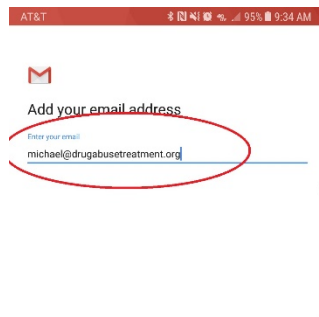 AT&T 95% 9:34 AM
Add your email address
Enter your email
michael@drugabusetreatment.org